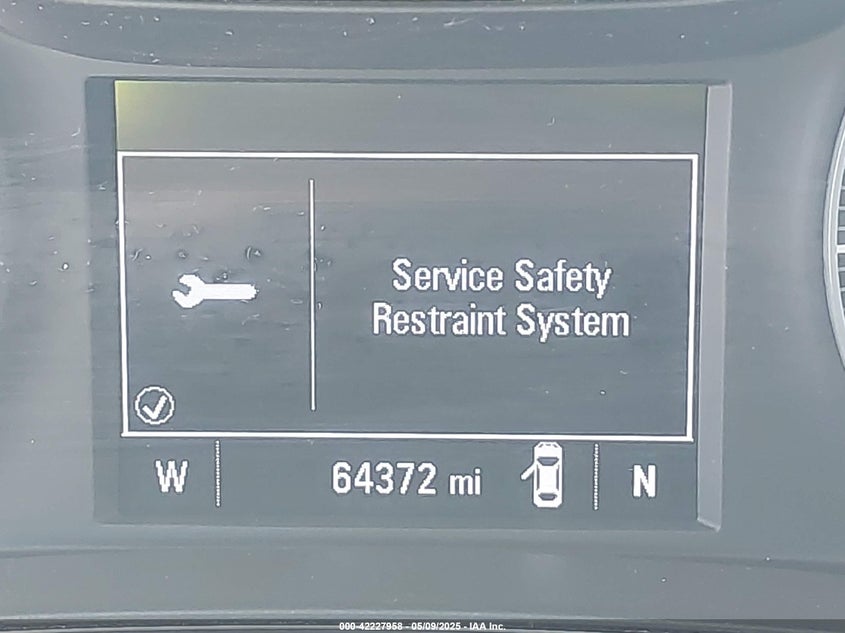 Service Safety
Restraint System
W 64372 mi N
000-42227958 - 05/09/2025 - IAA Inc.